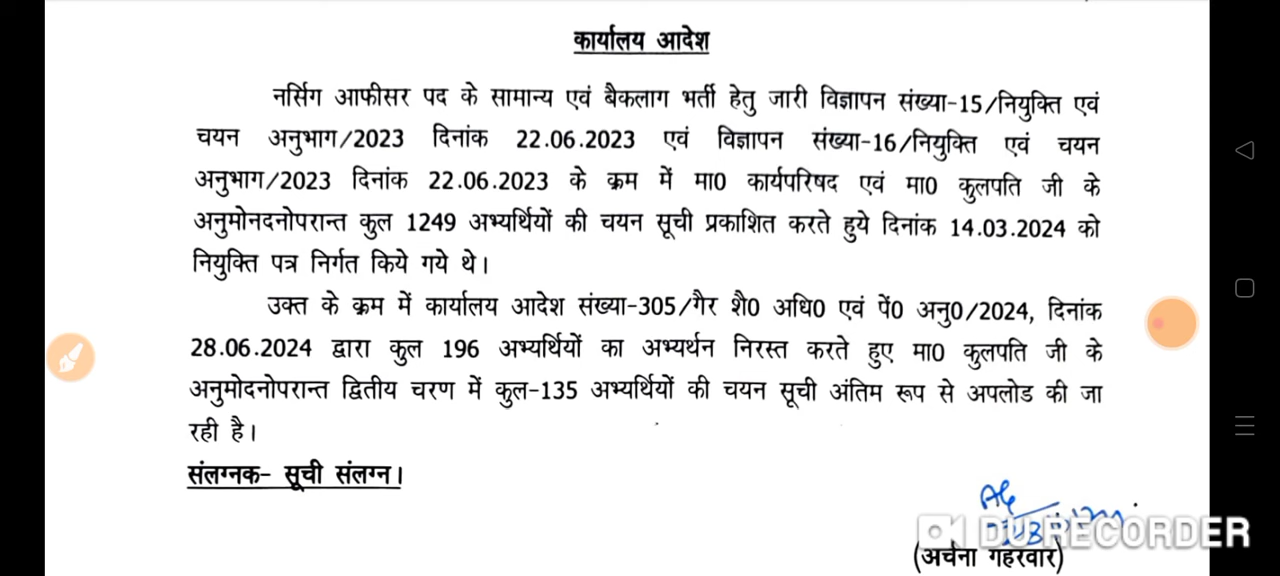 कार्यालय आदेश
नर्सिग आफीसर पद के सामान्य एवं बैकलाग भर्ती हेतु जारी विज्ञापन संख्या-15/नियुक्ति एवं
चयन अनुभाग/2023 दिनांक 22.06.2023 एवं विज्ञापन संख्या-16/नियुक्ति एवं चयन
अनुभाग/2023 दिनांक 22.06.2023 के क्रम में मा0 कार्यपरिषद एवं मा0 कुलपति जी के
अनुमोनदनोपरान्त कुल 1249 अभ्यर्थियों की चयन सूची प्रकाशित करते हुये दिनांक 14.03.2024 को
नियुक्ति पत्र निर्गत किये गये थे।
उक्त के क्रम में कार्यालय आदेश संख्या-305/गैर शै0 अधि0 एवं पें0 अनु0/2024, दिनांक
28.06.2024 द्वारा कुल 196 अभ्यर्थियों का अभ्यर्थन निरस्त करते हुए मा0 कुलपति जी के
अनुमोदनोपरान्त द्वितीय चरण में कुल-135 अभ्यर्थियों की चयन सूची अंतिम रूप से अपलोड की जा
रही है।
संलग्नक- सूची संलग्न।
DU RECORDER
(अर्चना गहरवार)